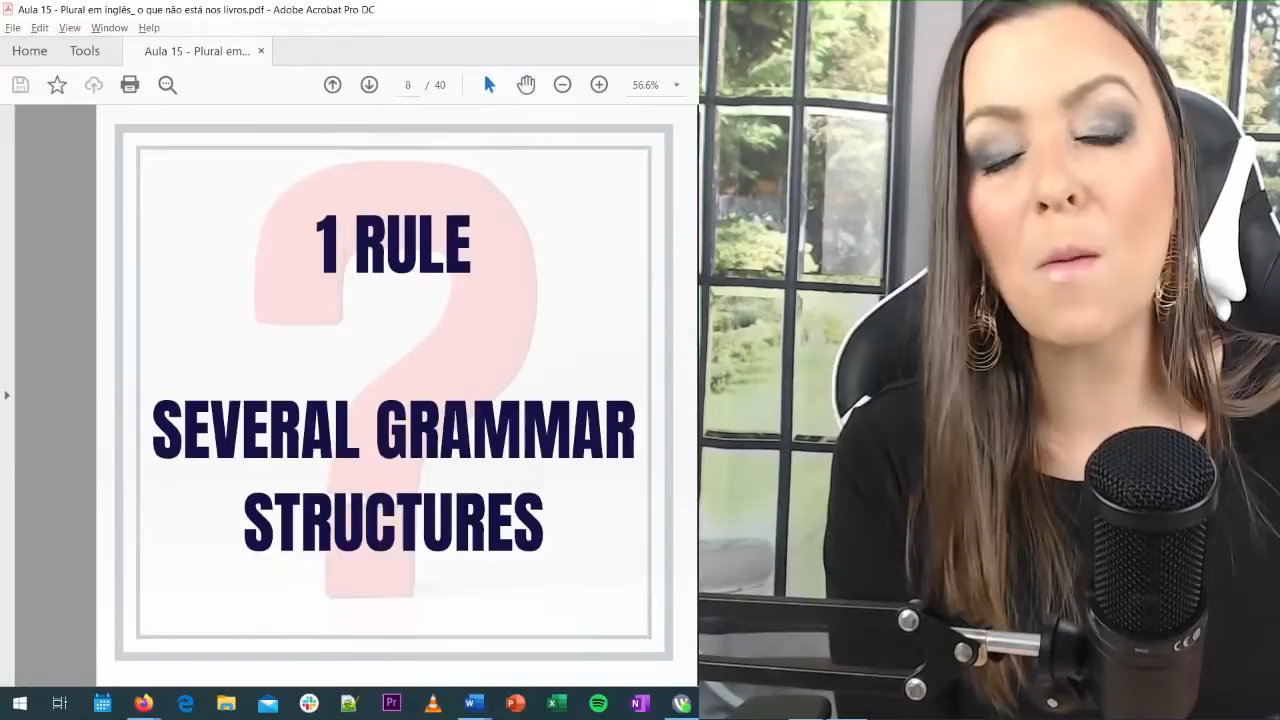 Aula 15 - Plural em inglês_ o que não está nos livros.pdf - Adobe Acrobat Pro DC
File Edit View Window Help
Home Tools Aula 15 - Plural em... ×
8 / 40 56.6%
1 RULE
SEVERAL GRAMMAR
STRUCTURES